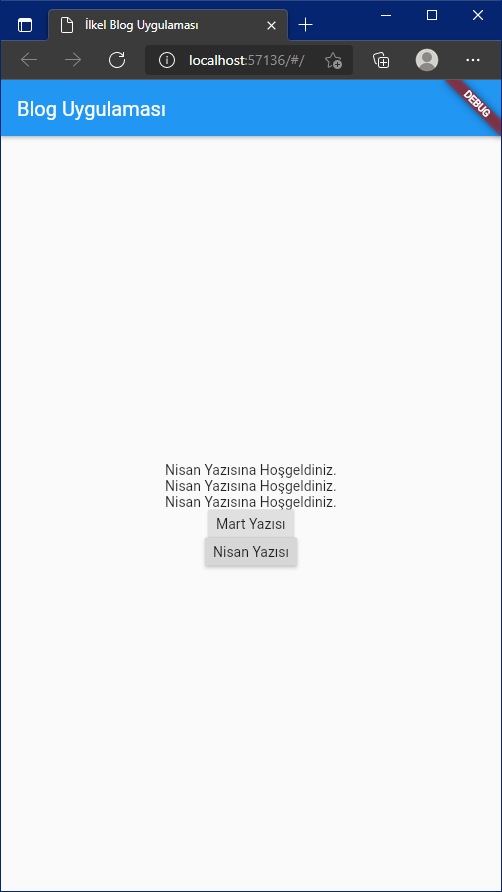 İlkel Blog Uygulaması
localhost:57136/#/
Blog Uygulaması
DEBUG
Nisan Yazısına Hoşgeldiniz.
Nisan Yazısına Hoşgeldiniz.
Nisan Yazısına Hoşgeldiniz.
Mart Yazısı
Nisan Yazısı